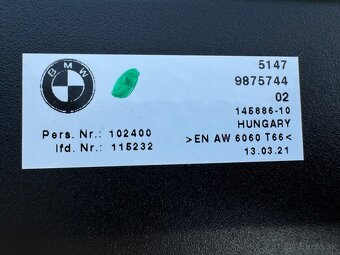 BMW
5147
9875744
02
145886-10
HUNGARY
Pers. Nr.: 102400
>EN AW 6060 T66<
lfd. Nr.: 115232
13.03.21